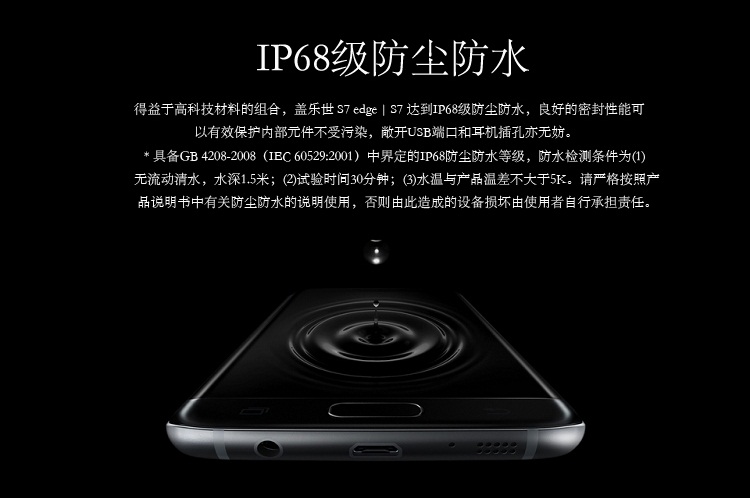 IP68级防尘防水
得益于高科技材料的组合，盖乐世 S7 edge | S7 达到IP68级防尘防水，良好的密封性能可
以有效保护内部元件不受污染，敞开USB端口和耳机插孔亦无妨。
* 具备GB 4208-2008（IEC 60529:2001）中界定的IP68防尘防水等级，防水检测条件为(1)
无流动清水，水深1.5米；(2)试验时间30分钟；(3)水温与产品温差不大于5K。请严格按照产
品说明书中有关防尘防水的说明使用，否则由此造成的设备损坏由使用者自行承担责任。